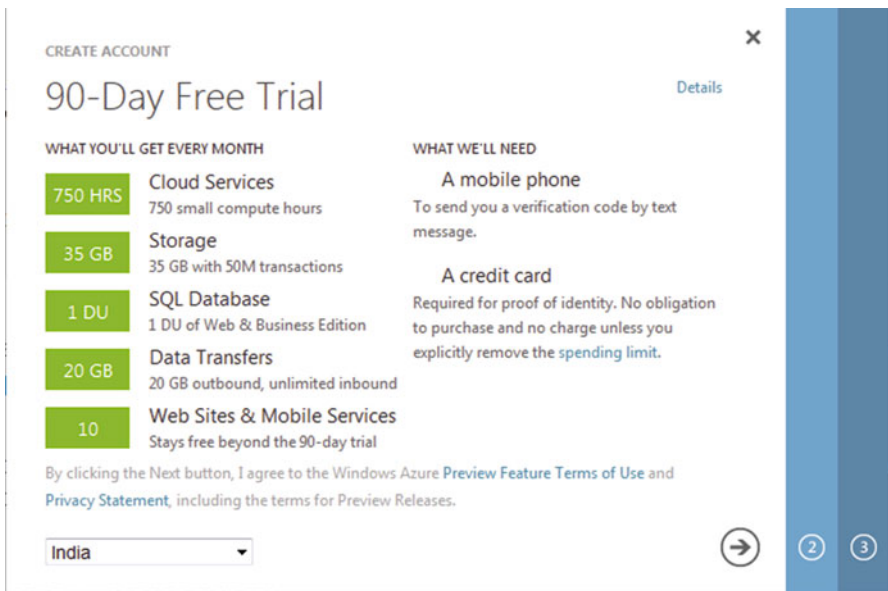 CREATE ACCOUNT
90-Day Free Trial
Details
WHAT YOU'LL GET EVERY MONTH
750 HRS
Cloud Services
750 small compute hours
35 GB
Storage
35 GB with 50M transactions
1 DU
SQL Database
1 DU of Web & Business Edition
20 GB
Data Transfers
20 GB outbound, unlimited inbound
10
Web Sites & Mobile Services
Stays free beyond the 90-day trial
WHAT WE'LL NEED
A mobile phone
To send you a verification code by text
message.
A credit card
Required for proof of identity. No obligation
to purchase and no charge unless you
explicitly remove the spending limit.
By clicking the Next button, I agree to the Windows Azure Preview Feature Terms of Use and
Privacy Statement, including the terms for Preview Releases.
India
2
3